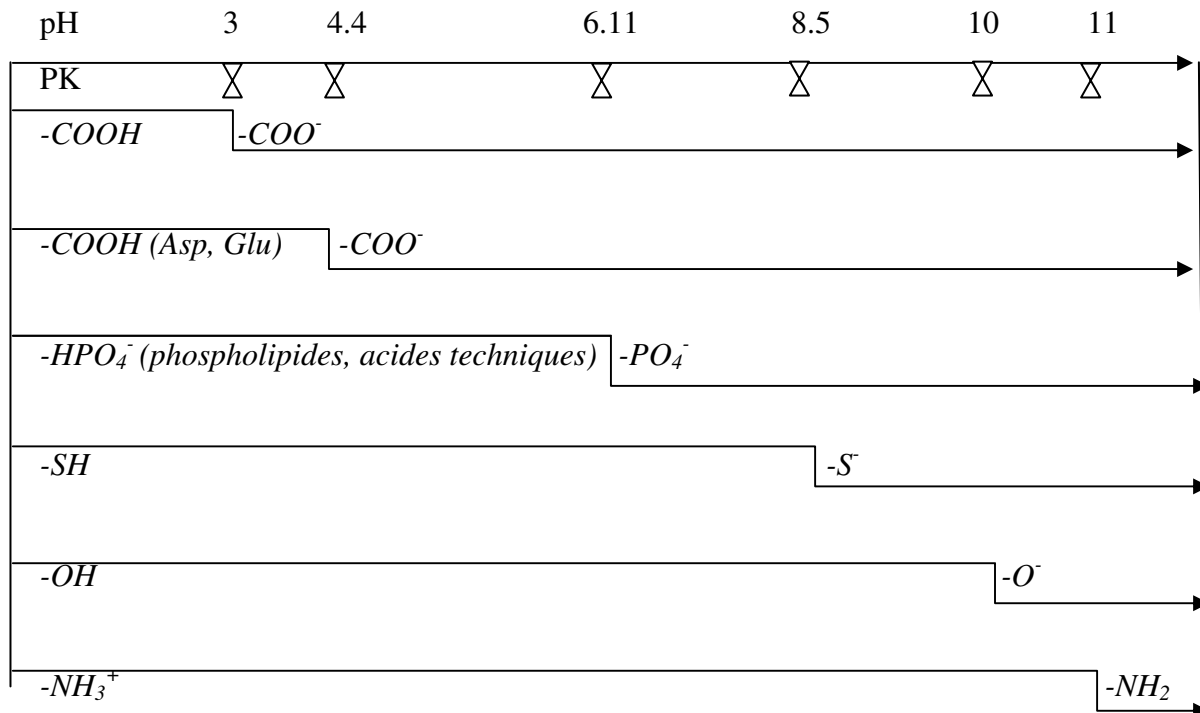 pH 3 4.4 6.11 8.5 10 11
PK
-COOH -COO⁻
-COOH (Asp, Glu) -COO⁻
-HPO₄⁻ (phospholipides, acides techniques) -PO₄⁻
-SH -S⁻
-OH -O⁻
-NH₃⁺ -NH₂